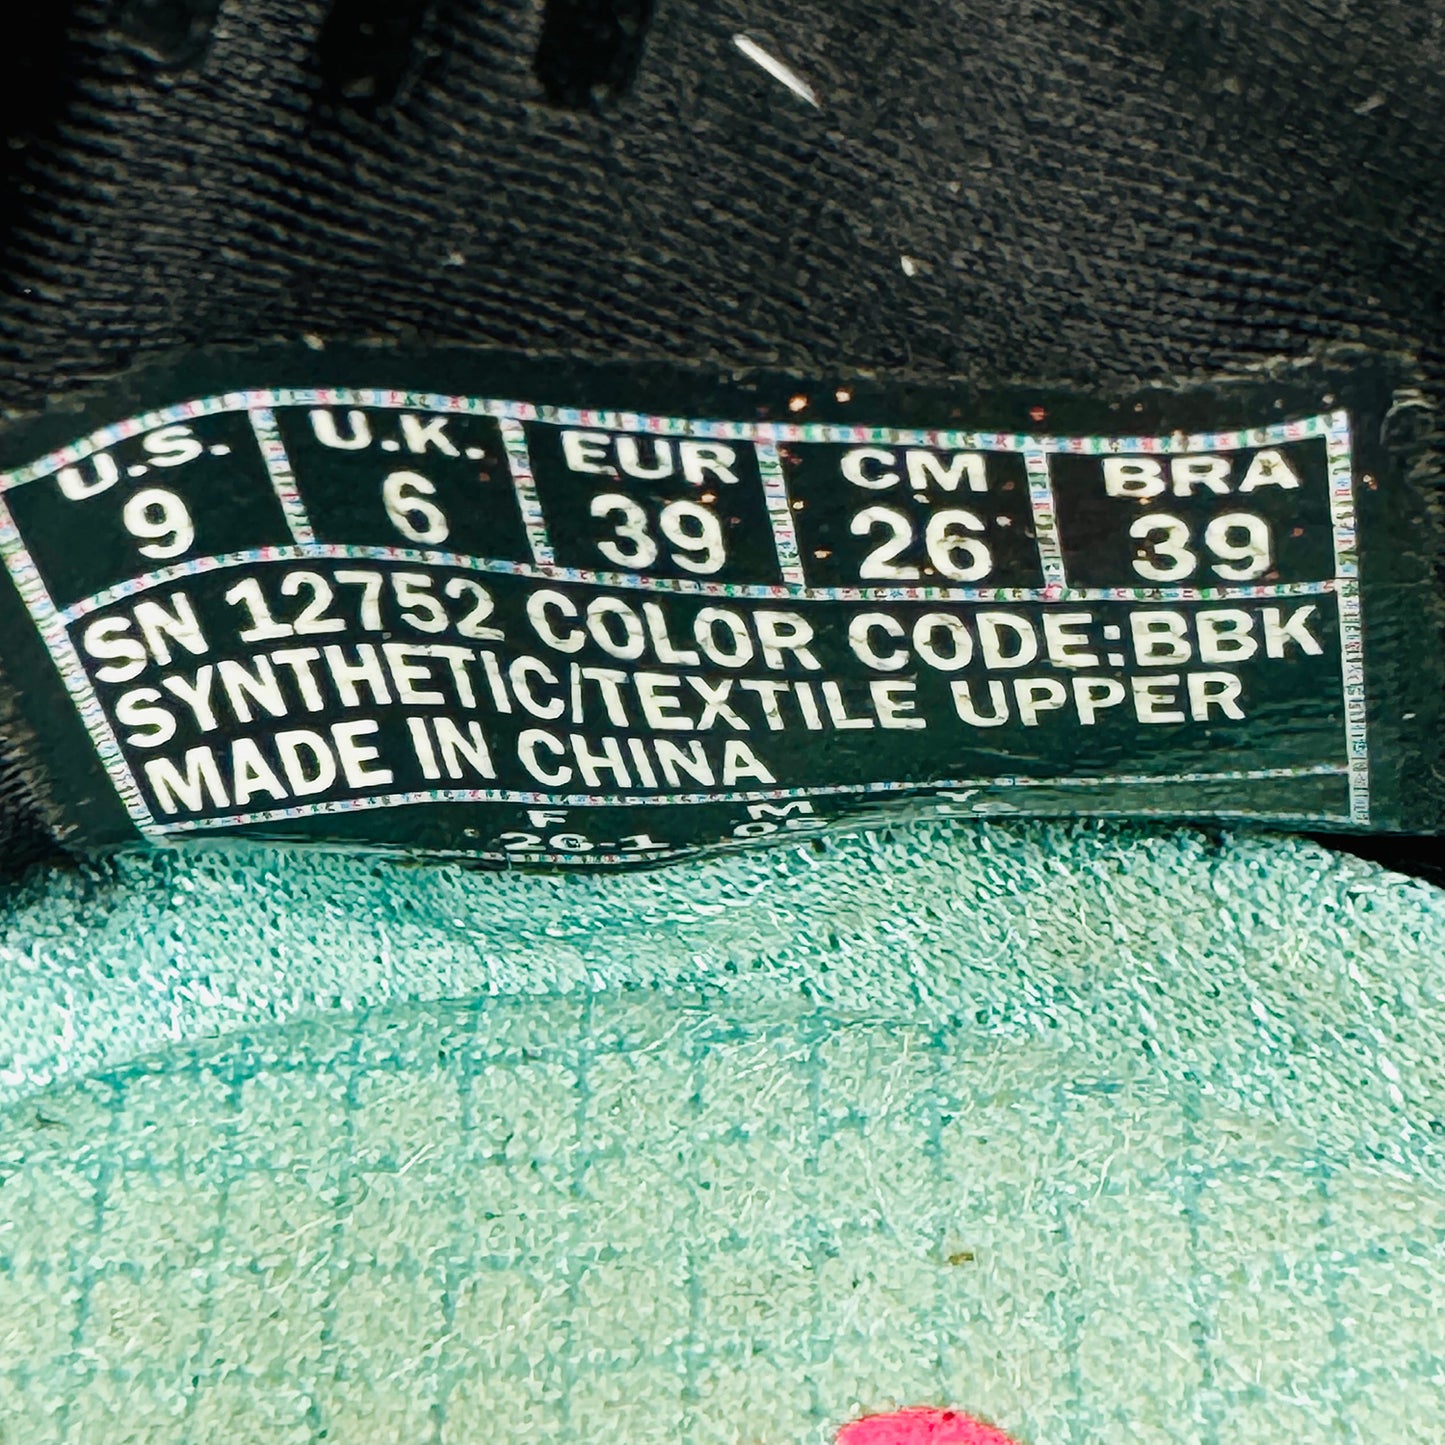 U.S. U.K. EUR CM BRA
9 6 39 26 39
SN 12752 COLOR CODE:BBK
SYNTHETIC/TEXTILE UPPER
MADE IN CHINA
F M Y